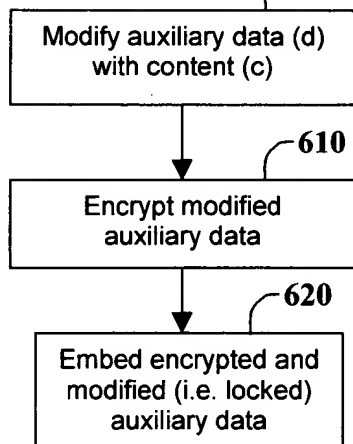 Modify auxiliary data (d)
with content (c)
610
Encrypt modified
auxiliary data
620
Embed encrypted and
modified (i.e. locked)
auxiliary data